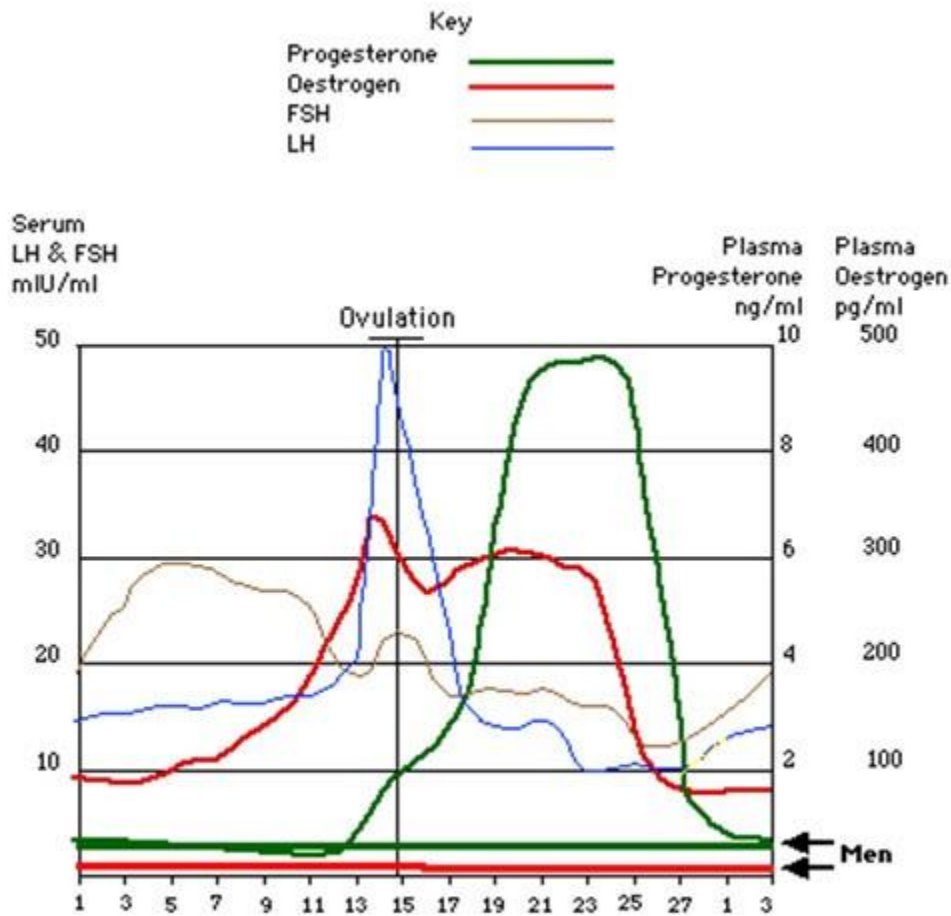 Key
Progesterone
Oestrogen
FSH
LH
Serum
LH & FSH
mIU/ml
Plasma
Progesterone
ng/ml
Plasma
Oestrogen
pg/ml
Ovulation
50 10 500
40 8 400
30 6 300
20 4 200
10 2 100
Men
1 3 5 7 9 11 13 15 17 19 21 23 25 27 1 3